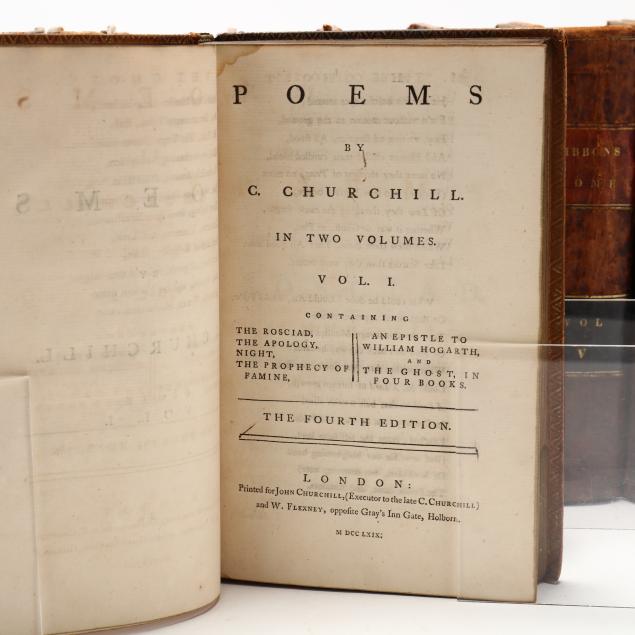 POEMS
BY
C. CHURCHILL.
IN TWO VOLUMES.
VOL. I.
CONTAINING
THE ROSCIAD,
THE APOLOGY,
NIGHT,
THE PROPHECY OF
FAMINE,
AN EPISTLE TO
WILLIAM HOGARTH,
AND
THE GHOST, IN
FOUR BOOKS.
THE FOURTH EDITION.
LONDON:
Printed for JOHN CHURCHILL, (Executor to the late C. CHURCHILL)
and W. FLEXNEY, opposite Gray's Inn Gate, Holborn.
M DCC LXIX.
IBBONS
OME
VOL
V